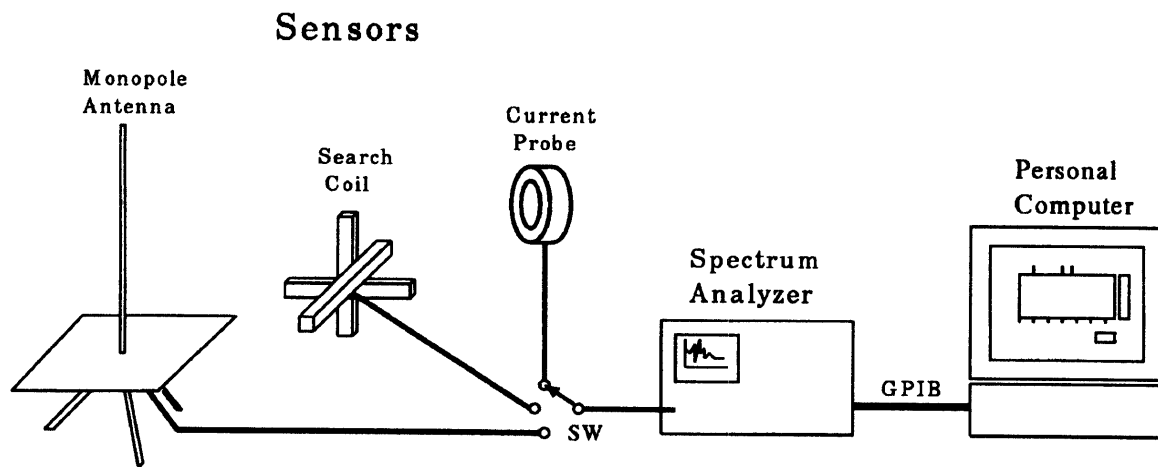 Sensors
Monopole
Antenna
Search
Coil
Current
Probe
Spectrum
Analyzer
Personal
Computer
GPIB
SW